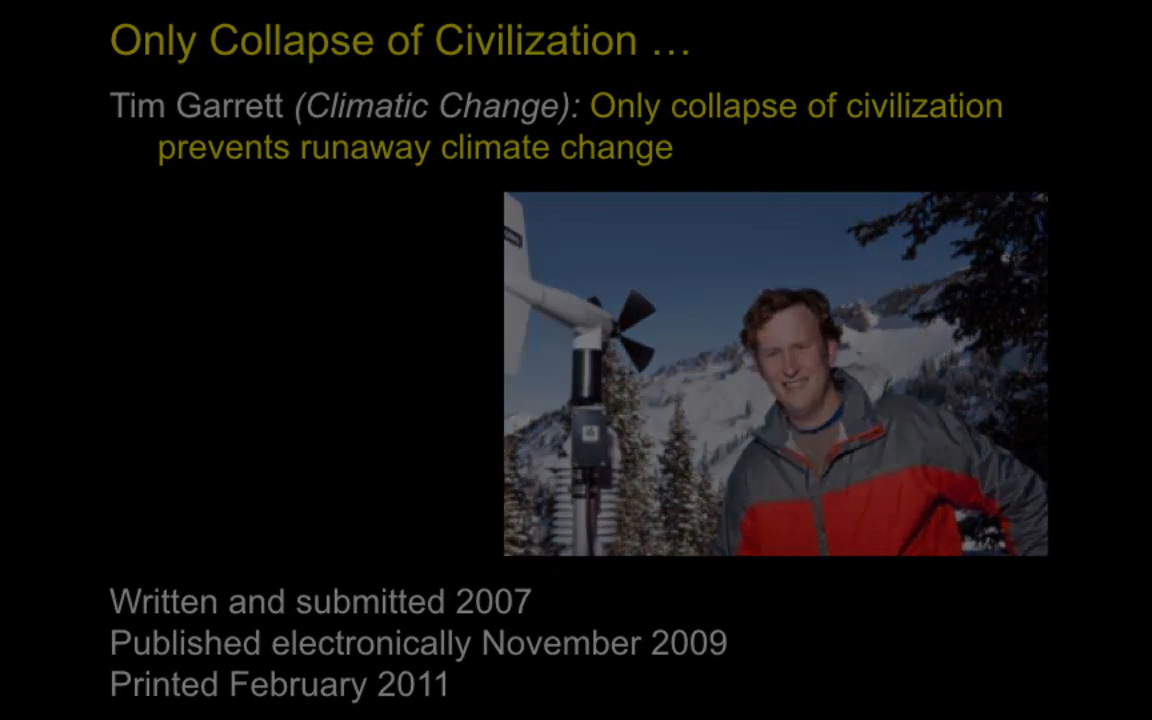 Only Collapse of Civilization …
Tim Garrett (Climatic Change): Only collapse of civilization
prevents runaway climate change
Written and submitted 2007
Published electronically November 2009
Printed February 2011